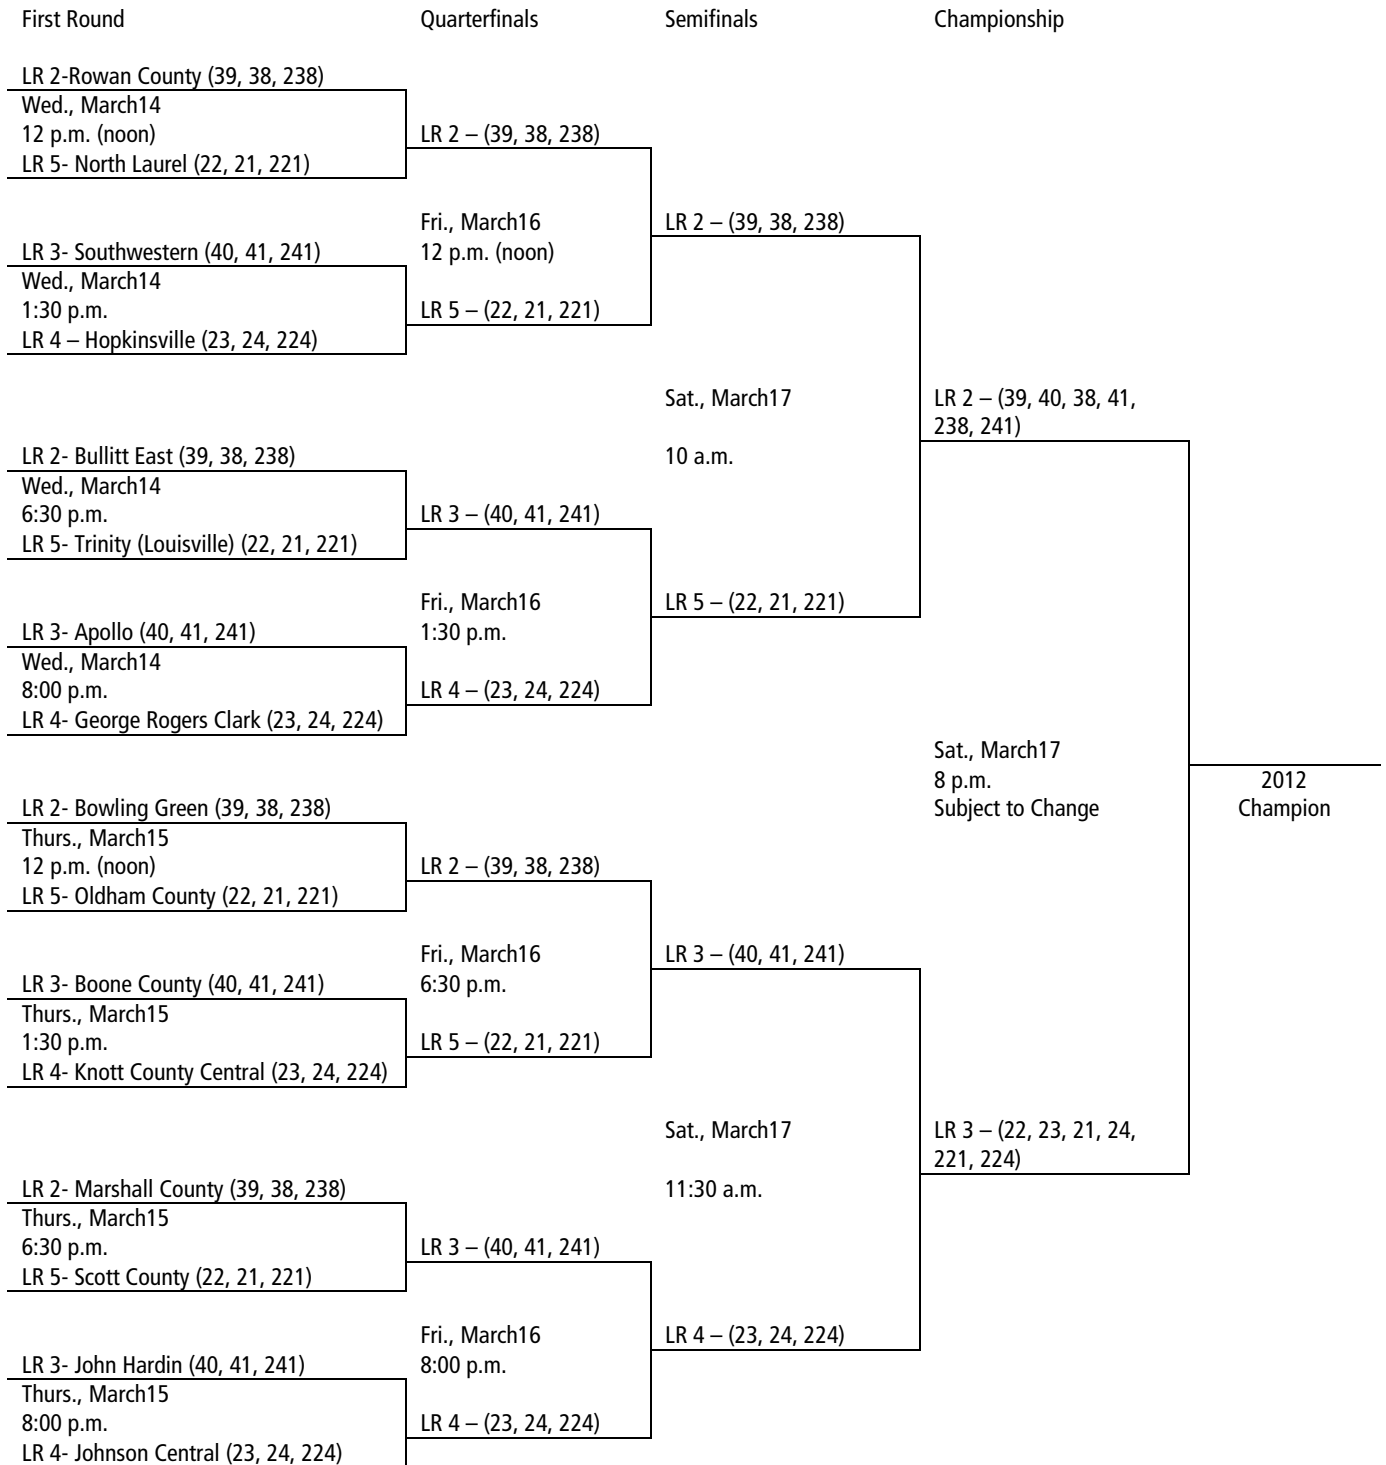 First Round
Quarterfinals
Semifinals
Championship
LR 2-Rowan County (39, 38, 238)
Wed., March14
12 p.m. (noon)
LR 5- North Laurel (22, 21, 221)
LR 3- Southwestern (40, 41, 241)
Wed., March14
1:30 p.m.
LR 4 – Hopkinsville (23, 24, 224)
LR 2- Bullitt East (39, 38, 238)
Wed., March14
6:30 p.m.
LR 5- Trinity (Louisville) (22, 21, 221)
LR 3- Apollo (40, 41, 241)
Wed., March14
8:00 p.m.
LR 4- George Rogers Clark (23, 24, 224)
LR 2- Bowling Green (39, 38, 238)
Thurs., March15
12 p.m. (noon)
LR 5- Oldham County (22, 21, 221)
LR 3- Boone County (40, 41, 241)
Thurs., March15
1:30 p.m.
LR 4- Knott County Central (23, 24, 224)
LR 2- Marshall County (39, 38, 238)
Thurs., March15
6:30 p.m.
LR 5- Scott County (22, 21, 221)
LR 3- John Hardin (40, 41, 241)
Thurs., March15
8:00 p.m.
LR 4- Johnson Central (23, 24, 224)
LR 2 – (39, 38, 238)
Fri., March16
12 p.m. (noon)
LR 5 – (22, 21, 221)
LR 3 – (40, 41, 241)
Fri., March16
1:30 p.m.
LR 4 – (23, 24, 224)
LR 2 – (39, 38, 238)
Fri., March16
6:30 p.m.
LR 5 – (22, 21, 221)
LR 3 – (40, 41, 241)
Fri., March16
8:00 p.m.
LR 4 – (23, 24, 224)
LR 2 – (39, 38, 238)
Sat., March17
10 a.m.
LR 5 – (22, 21, 221)
LR 3 – (40, 41, 241)
Sat., March17
11:30 a.m.
LR 4 – (23, 24, 224)
LR 2 – (39, 40, 38, 41,
238, 241)
Sat., March17
8 p.m.
Subject to Change
LR 3 – (22, 23, 21, 24,
221, 224)
2012
Champion